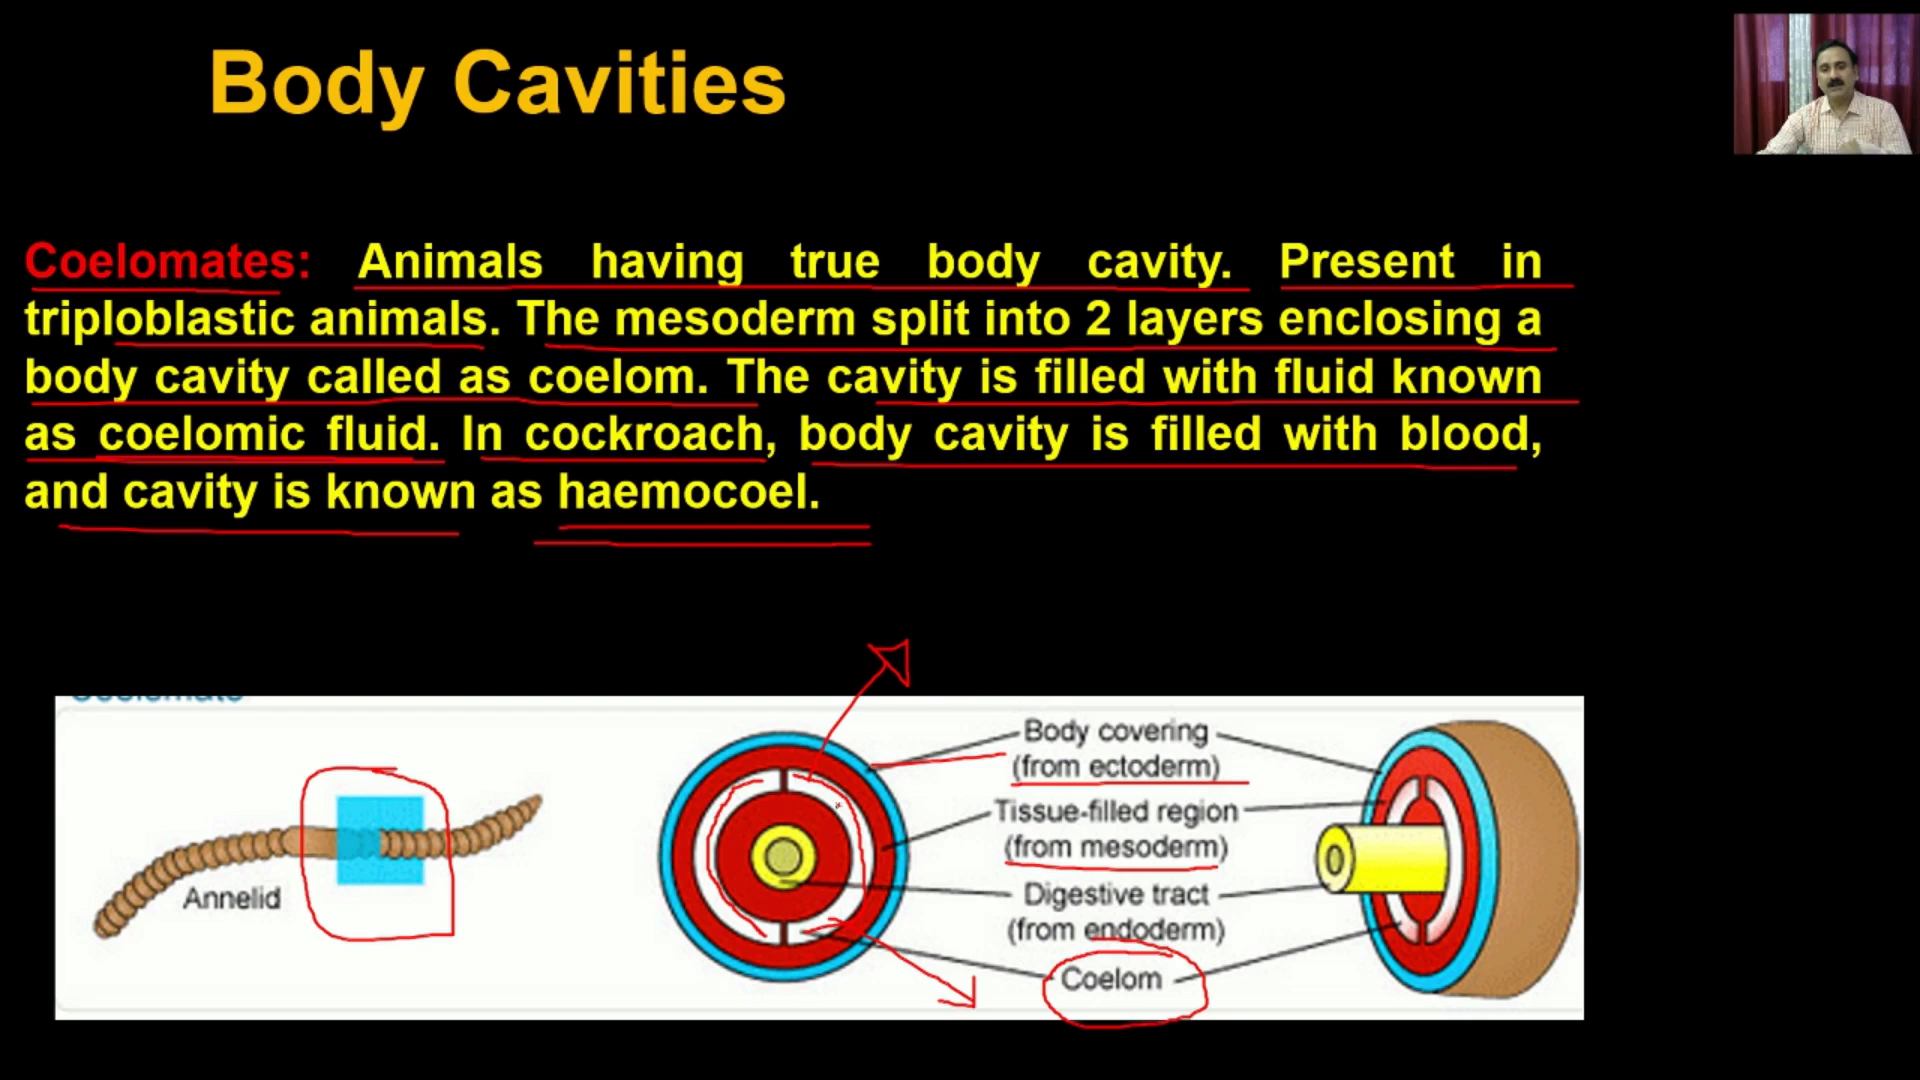 Body Cavities
Coelomates: Animals having true body cavity. Present in
triploblastic animals. The mesoderm split into 2 layers enclosing a
body cavity called as coelom. The cavity is filled with fluid known
as coelomic fluid. In cockroach, body cavity is filled with blood,
and cavity is known as haemocoel.
Annelid
Body covering
(from ectoderm)
Tissue-filled region
(from mesoderm)
Digestive tract
(from endoderm)
Coelom